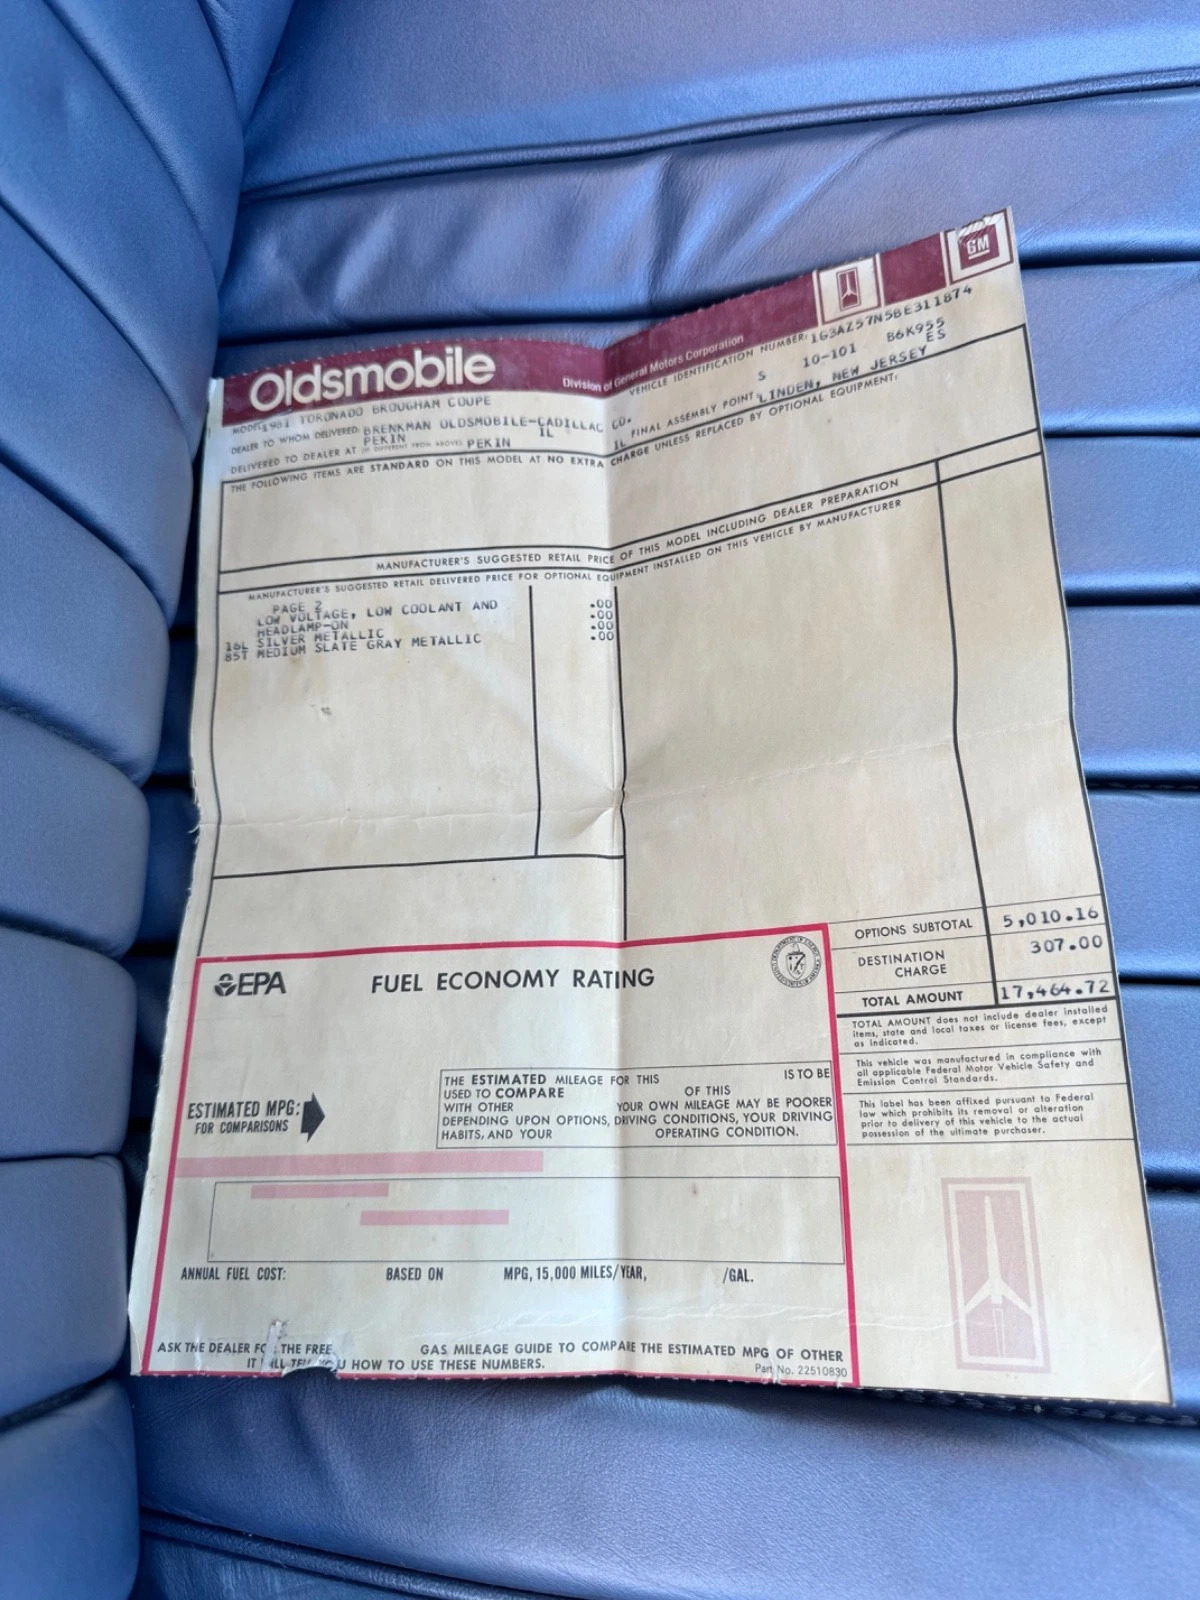 GM
Oldsmobile
Division of General Motors Corporation
VEHICLE IDENTIFICATION NUMBER: 1G3AZ57N5BE311874
S 10-101 B6K955
ES
MODEL: 1981 TORONADO BROUGHAM COUPE
DEALER TO WHOM DELIVERED: BRENKMAN OLDSMOBILE-CADILLAC CO.
PEKIN IL
FINAL ASSEMBLY POINT: LINDEN, NEW JERSEY
DELIVERED TO DEALER AT (IF DIFFERENT FROM ABOVE) PEKIN IL
THE FOLLOWING ITEMS ARE STANDARD ON THIS MODEL AT NO EXTRA CHARGE UNLESS REPLACED BY OPTIONAL EQUIPMENT:
MANUFACTURER'S SUGGESTED RETAIL PRICE OF THIS MODEL INCLUDING DEALER PREPARATION
MANUFACTURER'S SUGGESTED RETAIL DELIVERED PRICE FOR OPTIONAL EQUIPMENT INSTALLED ON THIS VEHICLE BY MANUFACTURER
PAGE 2 .00
LOW VOLTAGE, LOW COOLANT AND .00
HEADLAMP-ON .00
16L SILVER METALLIC .00
85T MEDIUM SLATE GRAY METALLIC
OPTIONS SUBTOTAL 5,010.16
DESTINATION CHARGE 307.00
TOTAL AMOUNT 17,464.72
TOTAL AMOUNT does not include dealer installed
items, state and local taxes or license fees, except
as indicated.
This vehicle was manufactured in compliance with
all applicable Federal Motor Vehicle Safety and
Emission Control Standards.
This label has been affixed pursuant to Federal
law which prohibits its removal or alteration
prior to delivery of this vehicle to the actual
possession of the ultimate purchaser.
EPA FUEL ECONOMY RATING
ESTIMATED MPG:
FOR COMPARISONS
THE ESTIMATED MILEAGE FOR THIS IS TO BE
USED TO COMPARE OF THIS
WITH OTHER YOUR OWN MILEAGE MAY BE POORER
DEPENDING UPON OPTIONS, DRIVING CONDITIONS, YOUR DRIVING
HABITS, AND YOUR OPERATING CONDITION.
ANNUAL FUEL COST: BASED ON MPG, 15,000 MILES/YEAR, /GAL.
ASK THE DEALER FOR THE FREE GAS MILEAGE GUIDE TO COMPARE THE ESTIMATED MPG OF OTHER
IT WILL TELL YOU HOW TO USE THESE NUMBERS.
Part No. 22510830